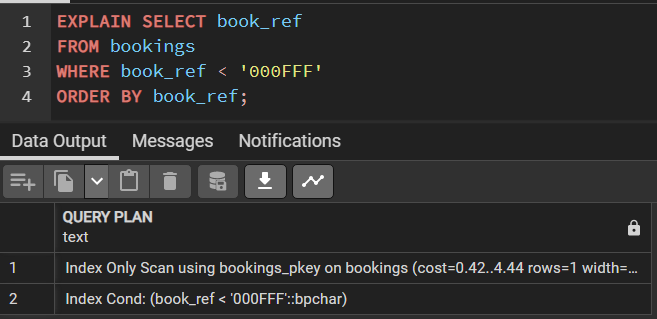 1 EXPLAIN SELECT book_ref
2 FROM bookings
3 WHERE book_ref < '000FFF'
4 ORDER BY book_ref;
Data Output Messages Notifications
QUERY PLAN
text
1 Index Only Scan using bookings_pkey on bookings (cost=0.42..4.44 rows=1 width=...
2 Index Cond: (book_ref < '000FFF'::bpchar)